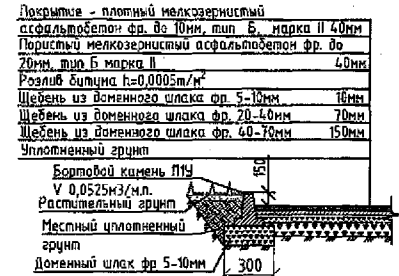 Покрытие - плотный мелкозернистый
асфальтобетон фр. до 10мм, тип Б, марка II 40мм
Пористый мелкозернистый асфальтобетон фр. до
20мм, тип Б марка II 40мм
Розлив битума h=0,0005т/м²
Щебень из доменного шлака фр. 5-10мм 10мм
Щебень из доменного шлака фр. 20-40мм 70мм
Щебень из доменного шлака фр. 40-70мм 150мм
Уплотненный грунт
Бортовой камень П1У
V 0,0525м3/м.п.
Растительный грунт
Местный уплотненный
грунт
Доменный шлак фр 5-10мм
150
300